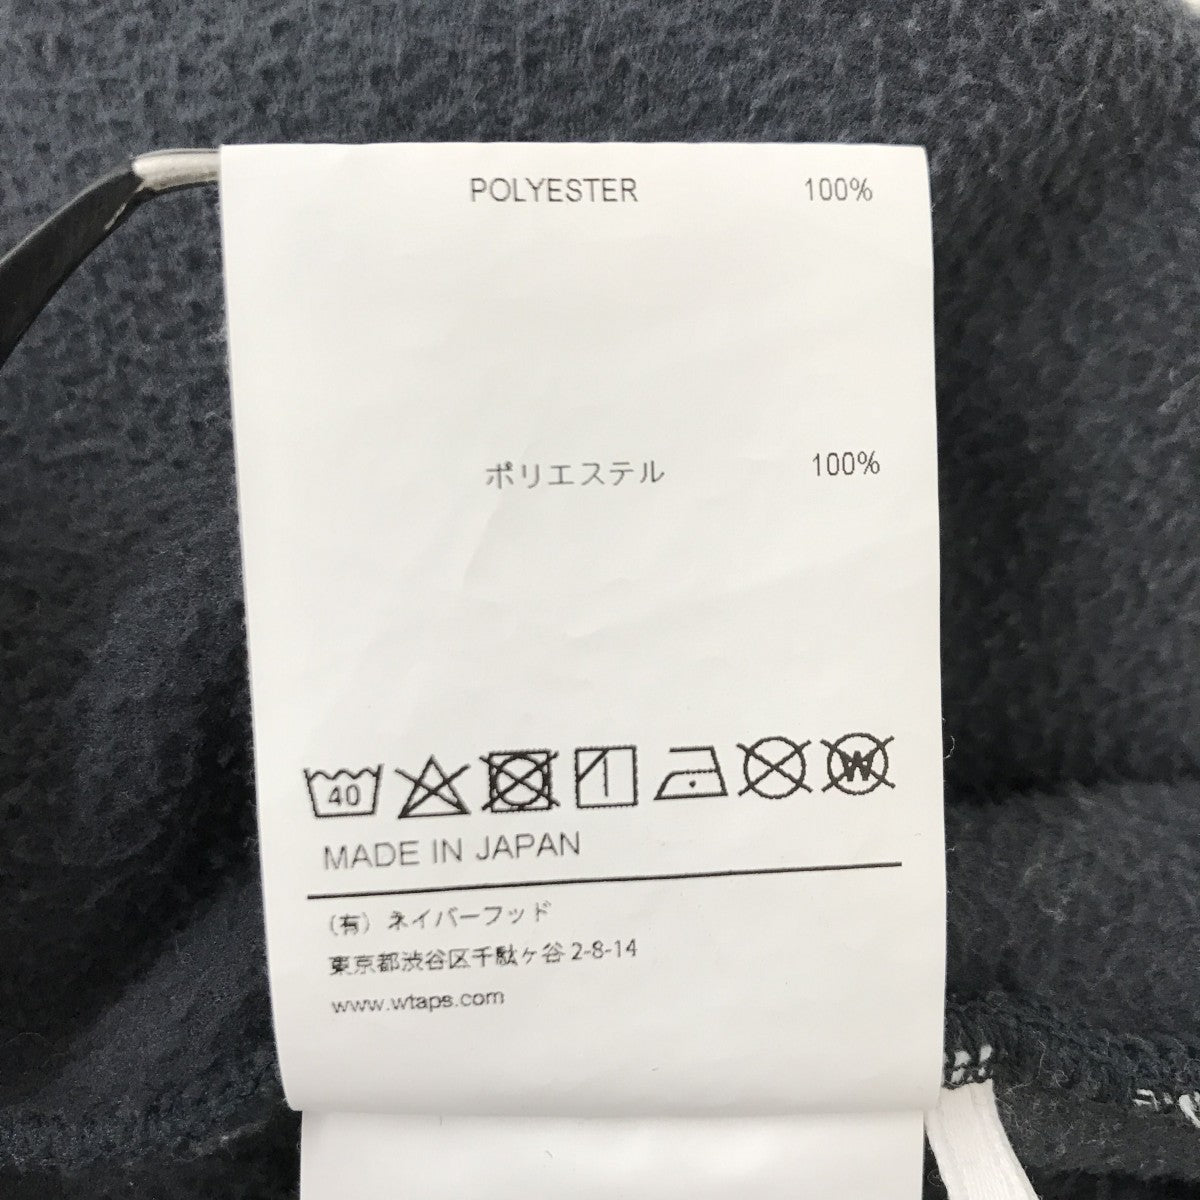 POLYESTER 100%
ポリエステル 100%
40 W
MADE IN JAPAN
(有) ネイバーフッド
東京都渋谷区千駄ヶ谷 2-8-14
www.wtaps.com